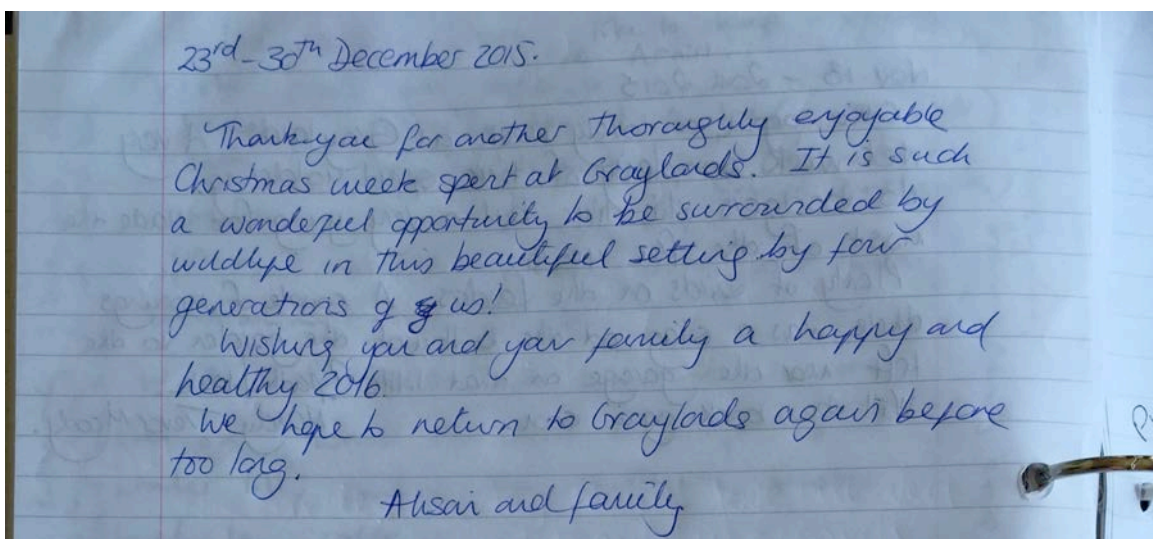 23rd - 30th December 2015.
Thank you for another thoroughly enjoyable
Christmas week spent at Graylands. It is such
a wonderful opportunity to be surrounded by
wildlife in this beautiful setting by four
generations of us!
Wishing you and your family a happy and
healthy 2016.
We hope to return to Graylands again before
too long.
Alison and family